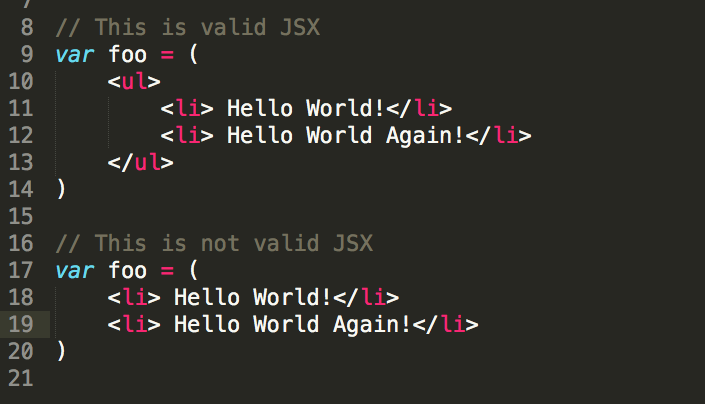 8 // This is valid JSX
9 var foo = (
10 <ul>
11 <li> Hello World!</li>
12 <li> Hello World Again!</li>
13 </ul>
14 )
15
16 // This is not valid JSX
17 var foo = (
18 <li> Hello World!</li>
19 <li> Hello World Again!</li>
20 )
21